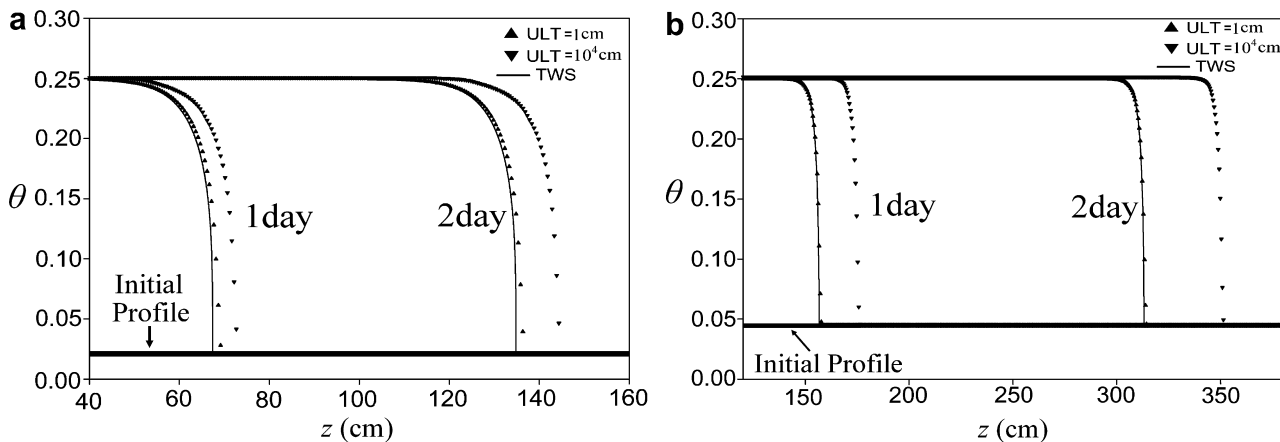 a
0.30
0.25
0.20
0.15
0.10
0.05
0.00
θ
ULT=1cm
ULT=10⁴cm
TWS
1day
2day
Initial
Profile
40 60 80 100 120 140 160
z (cm)
b
0.30
0.25
0.20
0.15
0.10
0.05
0.00
θ
ULT=1cm
ULT=10⁴cm
TWS
1day
2day
Initial Profile
150 200 250 300 350
z (cm)